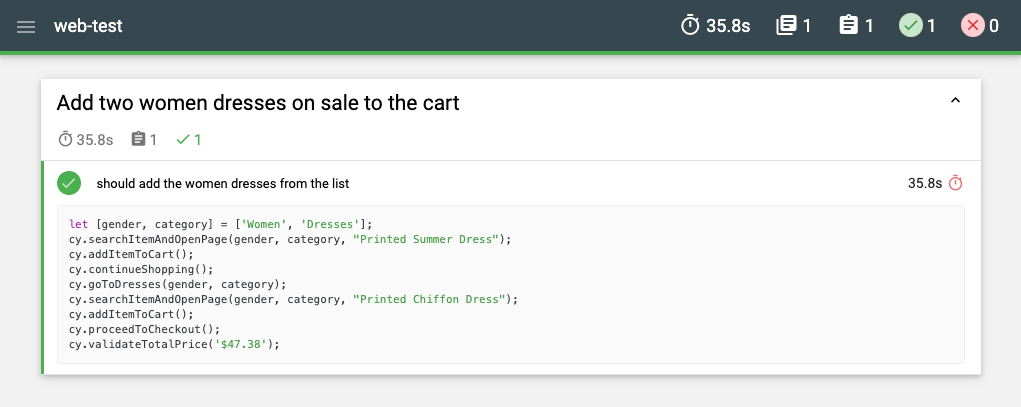 web-test 35.8s 1 1 1 0
Add two women dresses on sale to the cart
35.8s 1 1
should add the women dresses from the list 35.8s
let [gender, category] = ['Women', 'Dresses'];
cy.searchItemAndOpenPage(gender, category, "Printed Summer Dress");
cy.addItemToCart();
cy.continueShopping();
cy.goToDresses(gender, category);
cy.searchItemAndOpenPage(gender, category, "Printed Chiffon Dress");
cy.addItemToCart();
cy.proceedToCheckout();
cy.validateTotalPrice('$47.38');